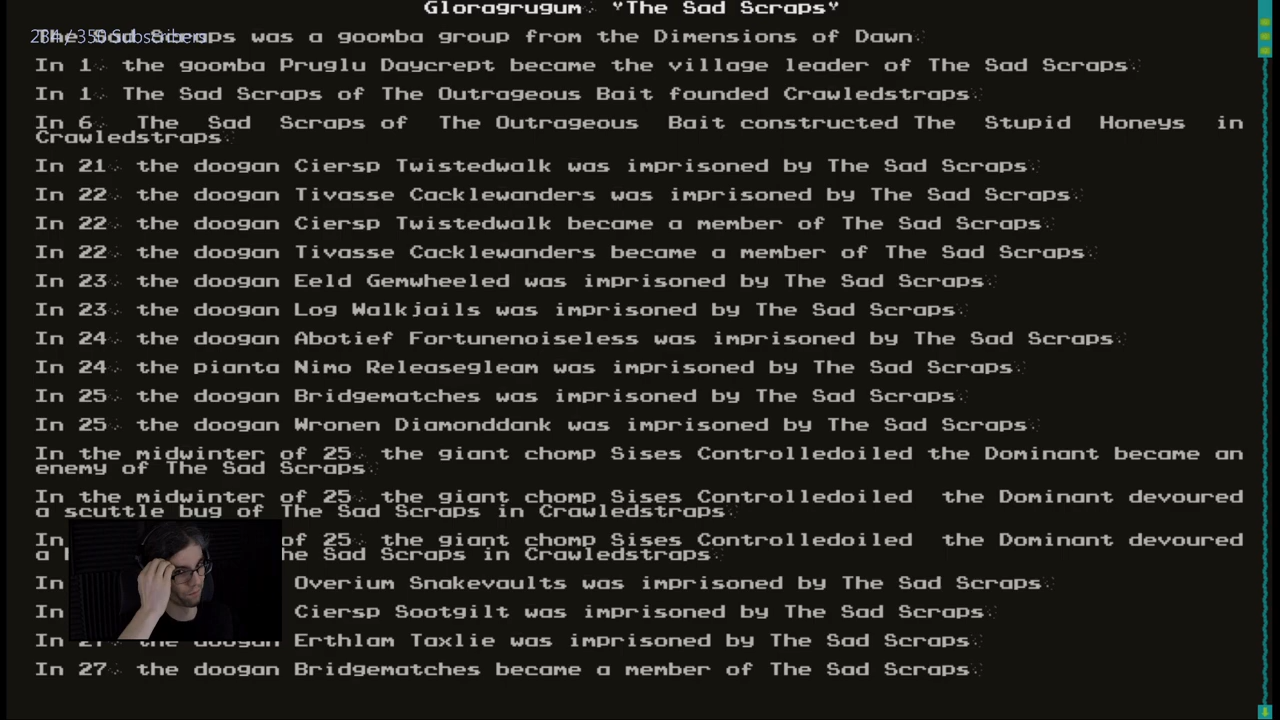 Gloragrugum "The Sad Scraps"
The Sad Scraps was a goomba group from the Dimensions of Dawn
/ 350 Subscribers
In 1 the goomba Pruglu Daycrept became the village leader of The Sad Scraps
In 1 The Sad Scraps of The Outrageous Bait founded Crawledstraps
In 6 The Sad Scraps of The Outrageous Bait constructed The Stupid Honeys in
Crawledstraps
In 21 the doogan Ciersp Twistedwalk was imprisoned by The Sad Scraps
In 22 the doogan Tivasse Cacklewanders was imprisoned by The Sad Scraps
In 22 the doogan Ciersp Twistedwalk became a member of The Sad Scraps
In 22 the doogan Tivasse Cacklewanders became a member of The Sad Scraps
In 23 the doogan Eeld Gemwheeled was imprisoned by The Sad Scraps
In 23 the doogan Log Walkjails was imprisoned by The Sad Scraps
In 24 the doogan Abotief Fortunenoiseless was imprisoned by The Sad Scraps
In 24 the pianta Nimo Releasegleam was imprisoned by The Sad Scraps
In 25 the doogan Bridgematches was imprisoned by The Sad Scraps
In 25 the doogan Wronen Diamonddank was imprisoned by The Sad Scraps
In the midwinter of 25 the giant chomp Sises Controlledoiled the Dominant became an
enemy of The Sad Scraps
In the midwinter of 25 the giant chomp Sises Controlledoiled the Dominant devoured
a scuttle bug of The Sad Scraps in Crawledstraps
In of 25 the giant chomp Sises Controlledoiled the Dominant devoured
a The Sad Scraps in Crawledstraps
In Overium Snakevaults was imprisoned by The Sad Scraps
In Ciersp Sootgilt was imprisoned by The Sad Scraps
In 27 the doogan Erthlam Taxlie was imprisoned by The Sad Scraps
In 27 the doogan Bridgematches became a member of The Sad Scraps